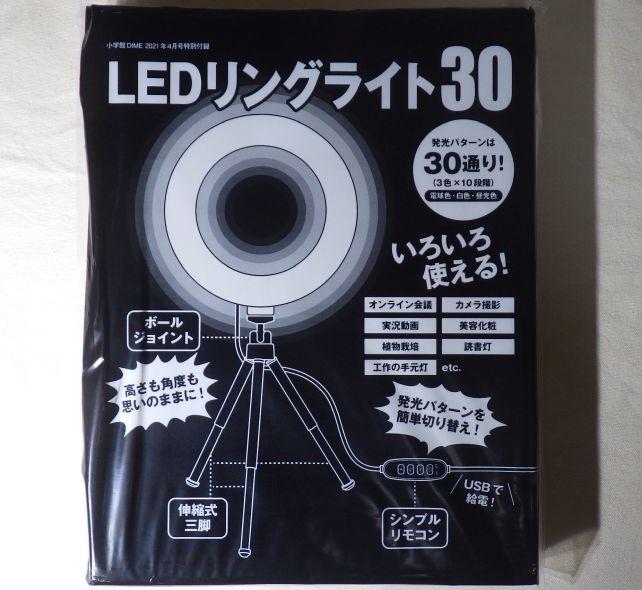 小学館DIME 2021年4月号特別付録
LEDリングライト30
発光パターンは
30通り!
(3色×10段階)
電球色・白色・昼光色
いろいろ
使える!
オンライン会議
カメラ撮影
実況動画
美容化粧
植物栽培
読書灯
工作の手元灯
etc.
ボール
ジョイント
高さも角度も
思いのままに!
発光パターンを
簡単切り替え!
USBで
給電!
伸縮式
三脚
シンプル
リモコン